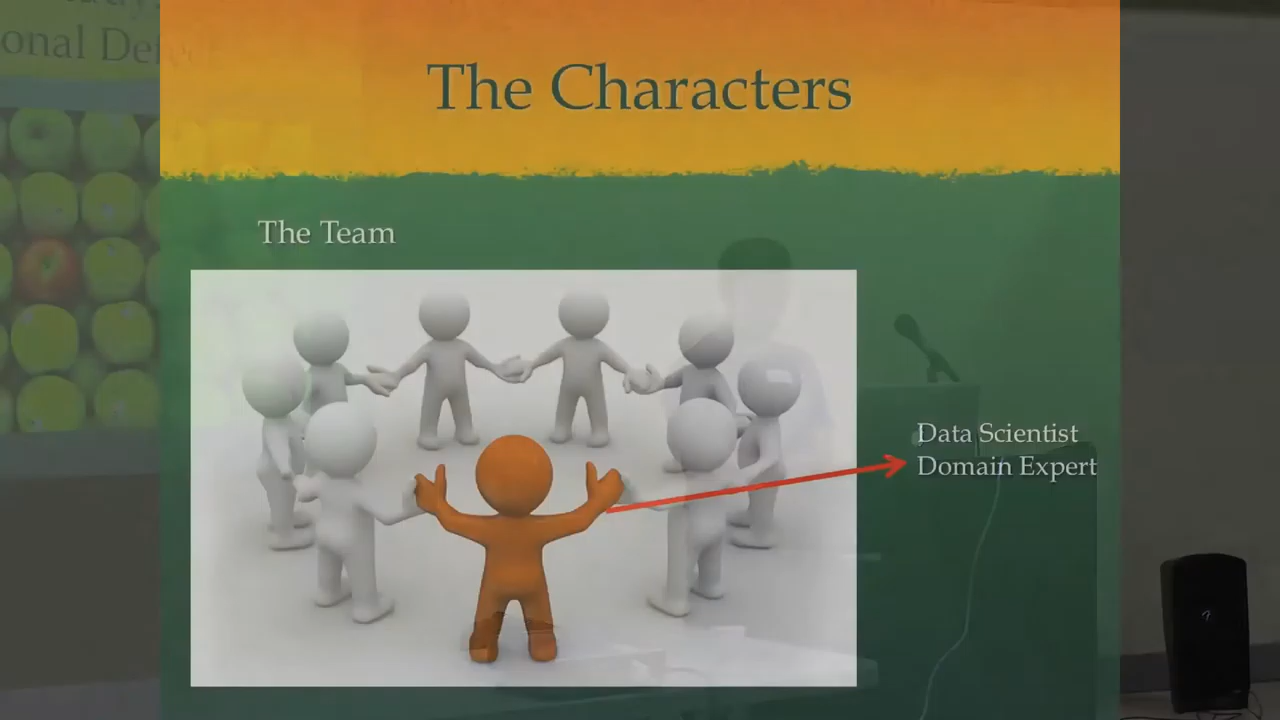 onal De
The Characters
The Team
Data Scientist
Domain Expert